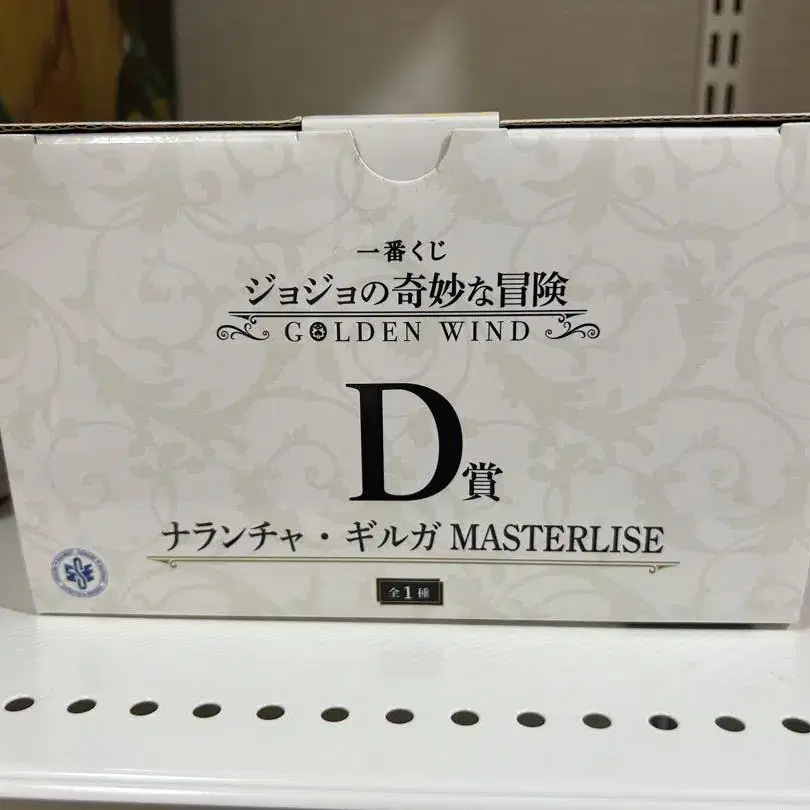 一番くじ
ジョジョの奇妙な冒険
GOLDEN WIND
D賞
ナランチャ・ギルガ MASTERLISE
全1種